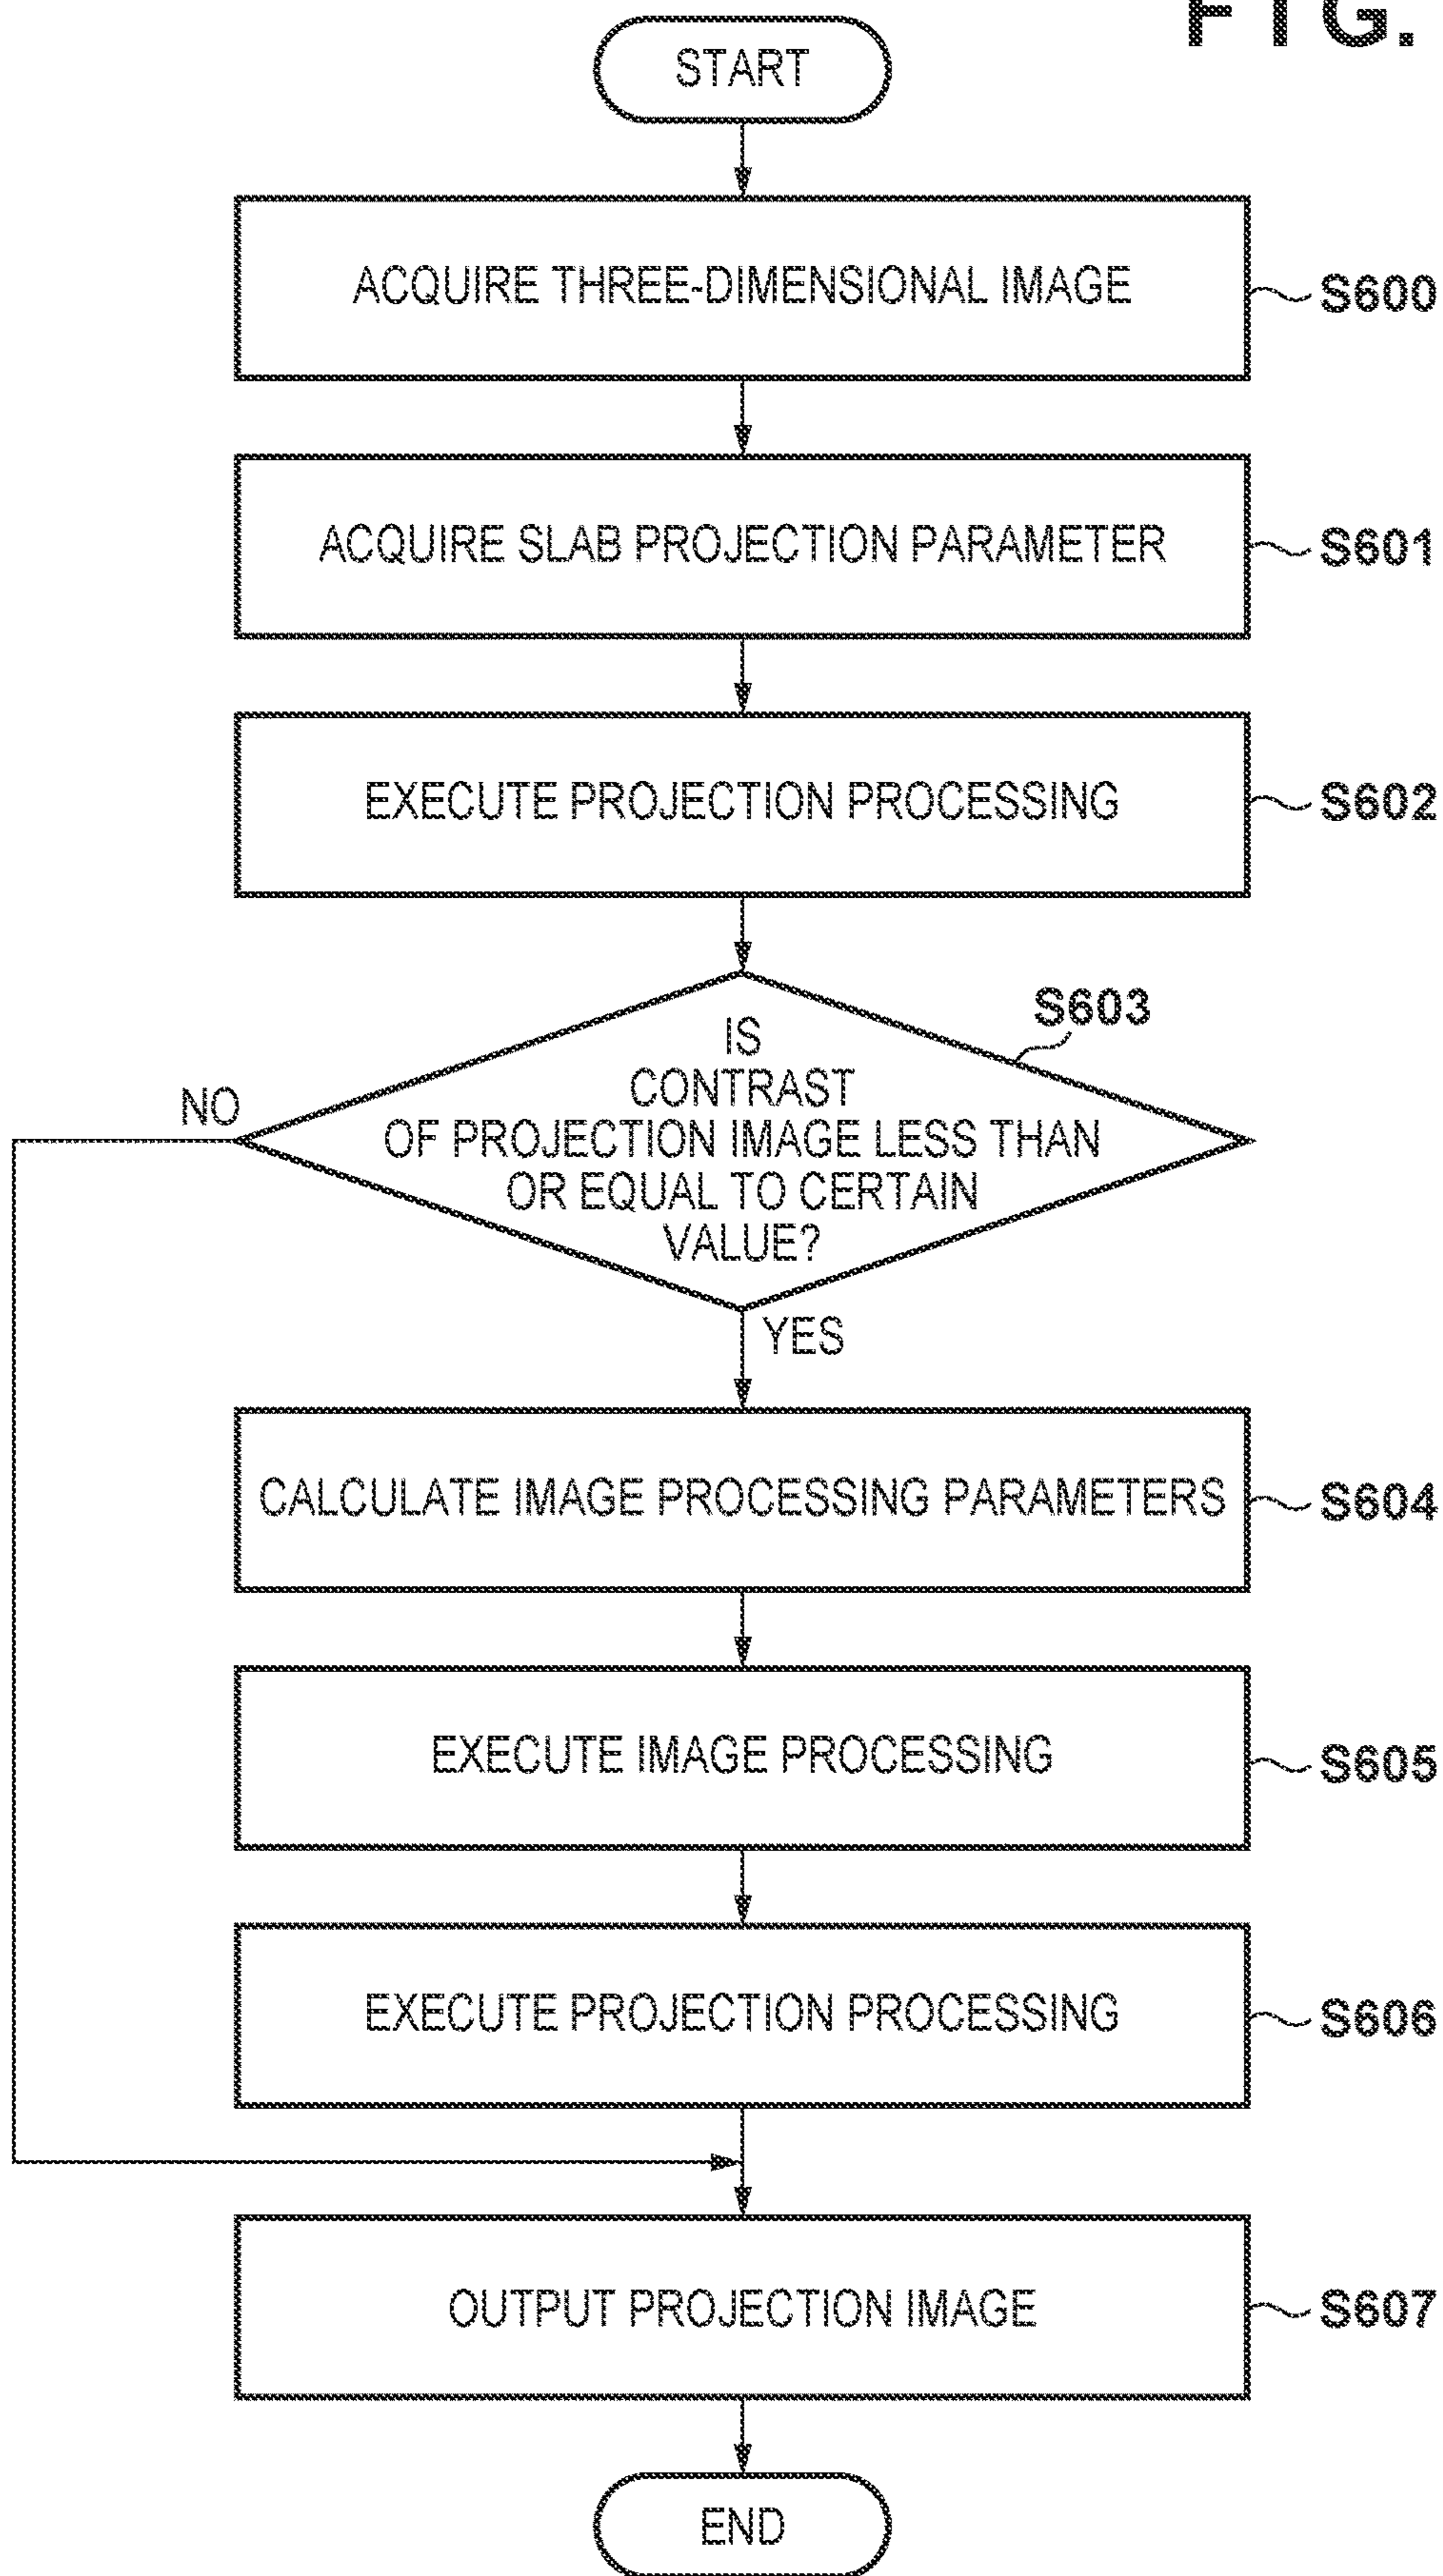 FIG.
START
ACQUIRE THREE-DIMENSIONAL IMAGE
S600
ACQUIRE SLAB PROJECTION PARAMETER
S601
EXECUTE PROJECTION PROCESSING
S602
S603
IS
CONTRAST
OF PROJECTION IMAGE LESS THAN
OR EQUAL TO CERTAIN
VALUE?
NO
YES
CALCULATE IMAGE PROCESSING PARAMETERS
S604
EXECUTE IMAGE PROCESSING
S605
EXECUTE PROJECTION PROCESSING
S606
OUTPUT PROJECTION IMAGE
S607
END